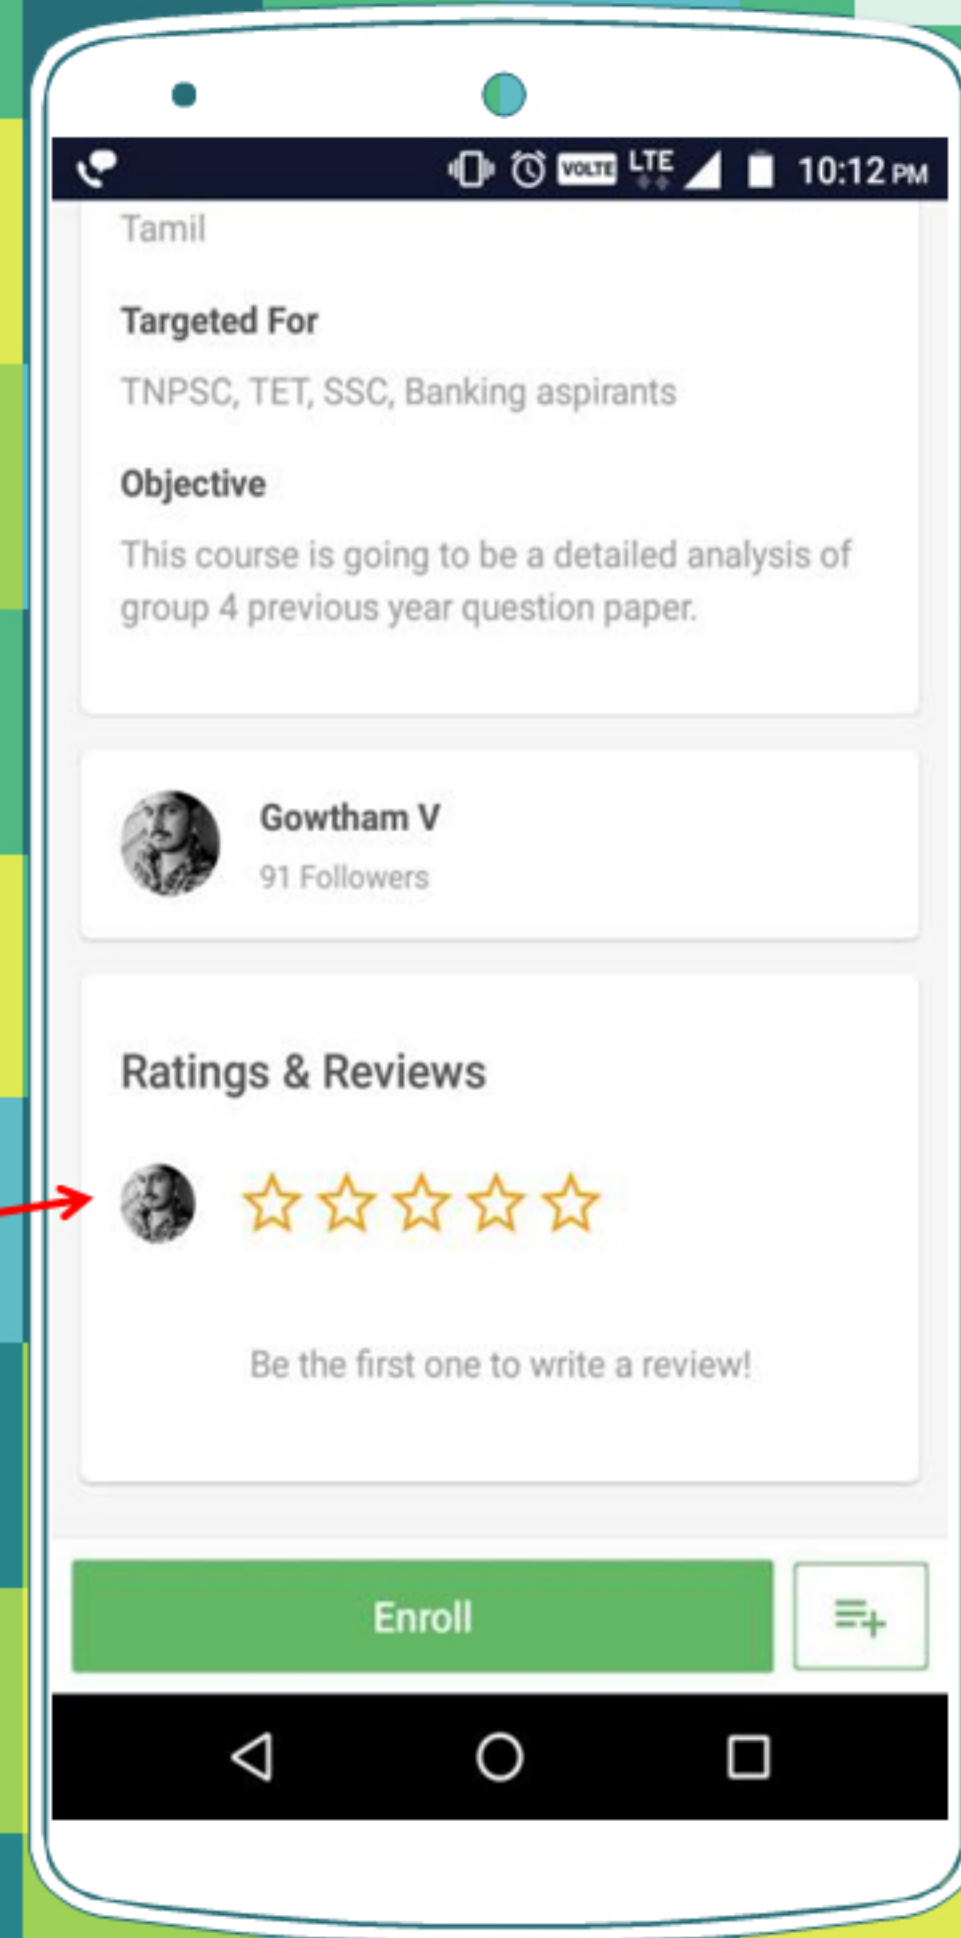 VOLTE LTE 10:12 PM
Tamil
Targeted For
TNPSC, TET, SSC, Banking aspirants
Objective
This course is going to be a detailed analysis of
group 4 previous year question paper.
Gowtham V
91 Followers
Ratings & Reviews
Be the first one to write a review!
Enroll